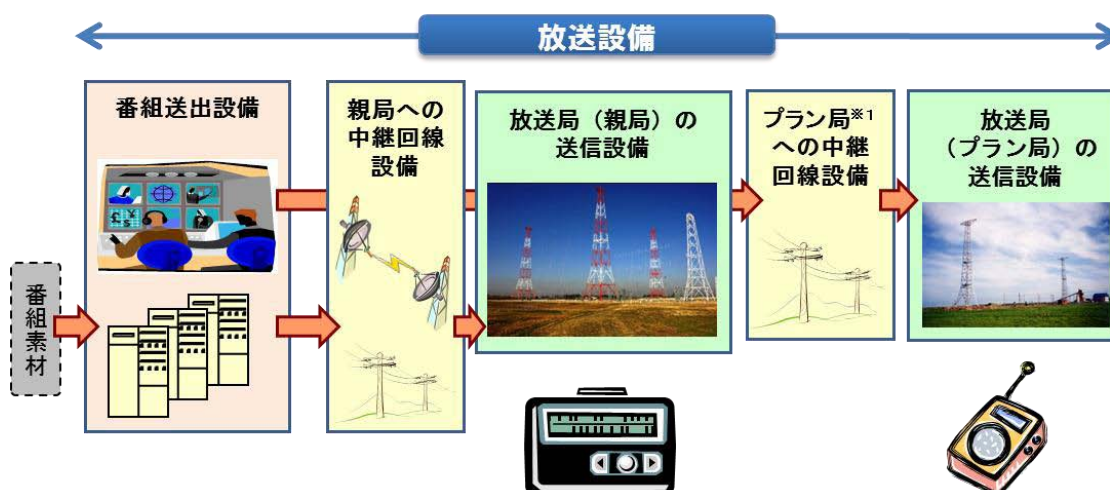 放送設備
番組送出設備
親局への
中継回線
設備
放送局（親局）の
送信設備
プラン局※1
への中継
回線設備
放送局
（プラン局）の
送信設備
番組素材